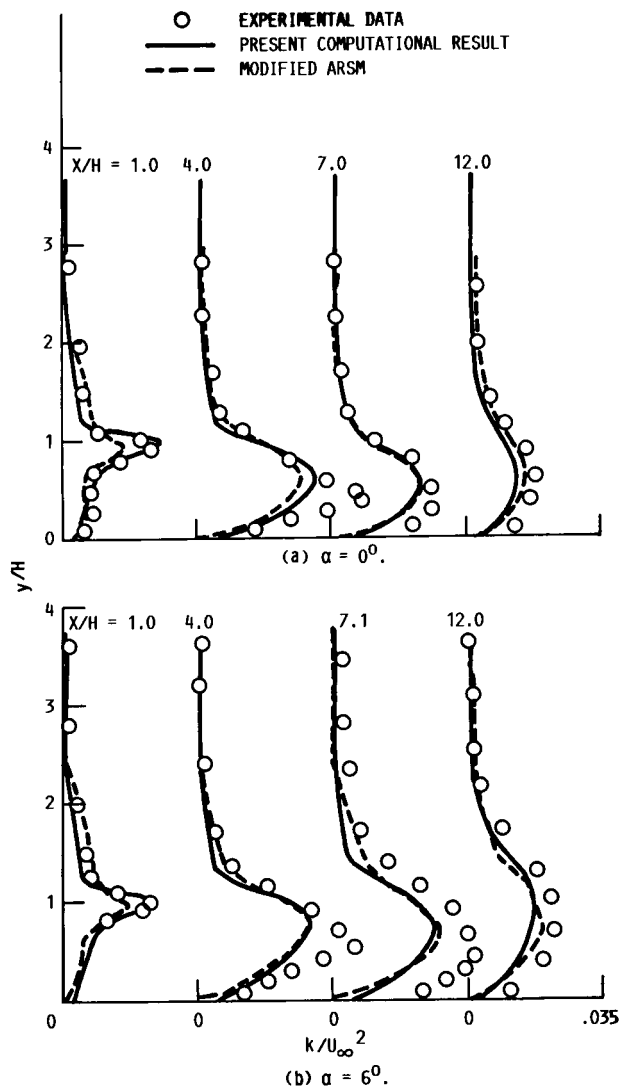 EXPERIMENTAL DATA
PRESENT COMPUTATIONAL RESULT
MODIFIED ARSM
4
X/H = 1.0 4.0 7.0 12.0
3
2
1
0
(a) α = 0⁰.
y/H
4
X/H = 1.0 4.0 7.1 12.0
3
2
1
0
0 0 0 0 .035
k/U∞²
(b) α = 6⁰.